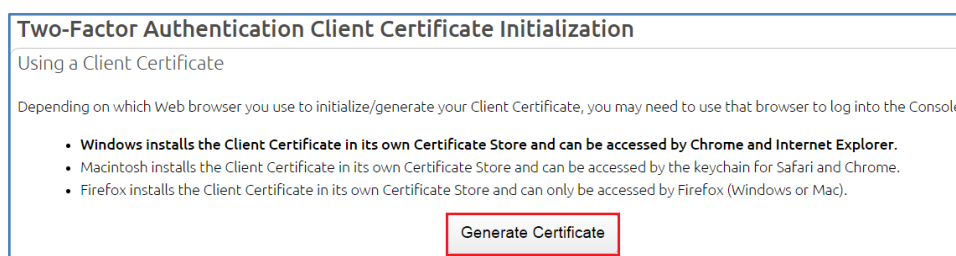 Two-Factor Authentication Client Certificate Initialization
Using a Client Certificate
Depending on which Web browser you use to initialize/generate your Client Certificate, you may need to use that browser to log into the Console
• Windows installs the Client Certificate in its own Certificate Store and can be accessed by Chrome and Internet Explorer.
• Macintosh installs the Client Certificate in its own Certificate Store and can be accessed by the keychain for Safari and Chrome.
• Firefox installs the Client Certificate in its own Certificate Store and can only be accessed by Firefox (Windows or Mac).
Generate Certificate